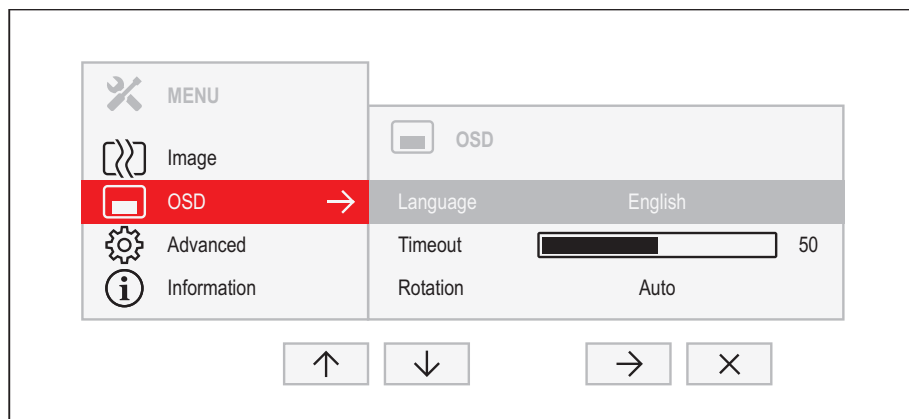 MENU
Image
OSD
Advanced
Information
OSD
Language English
Timeout 50
Rotation Auto